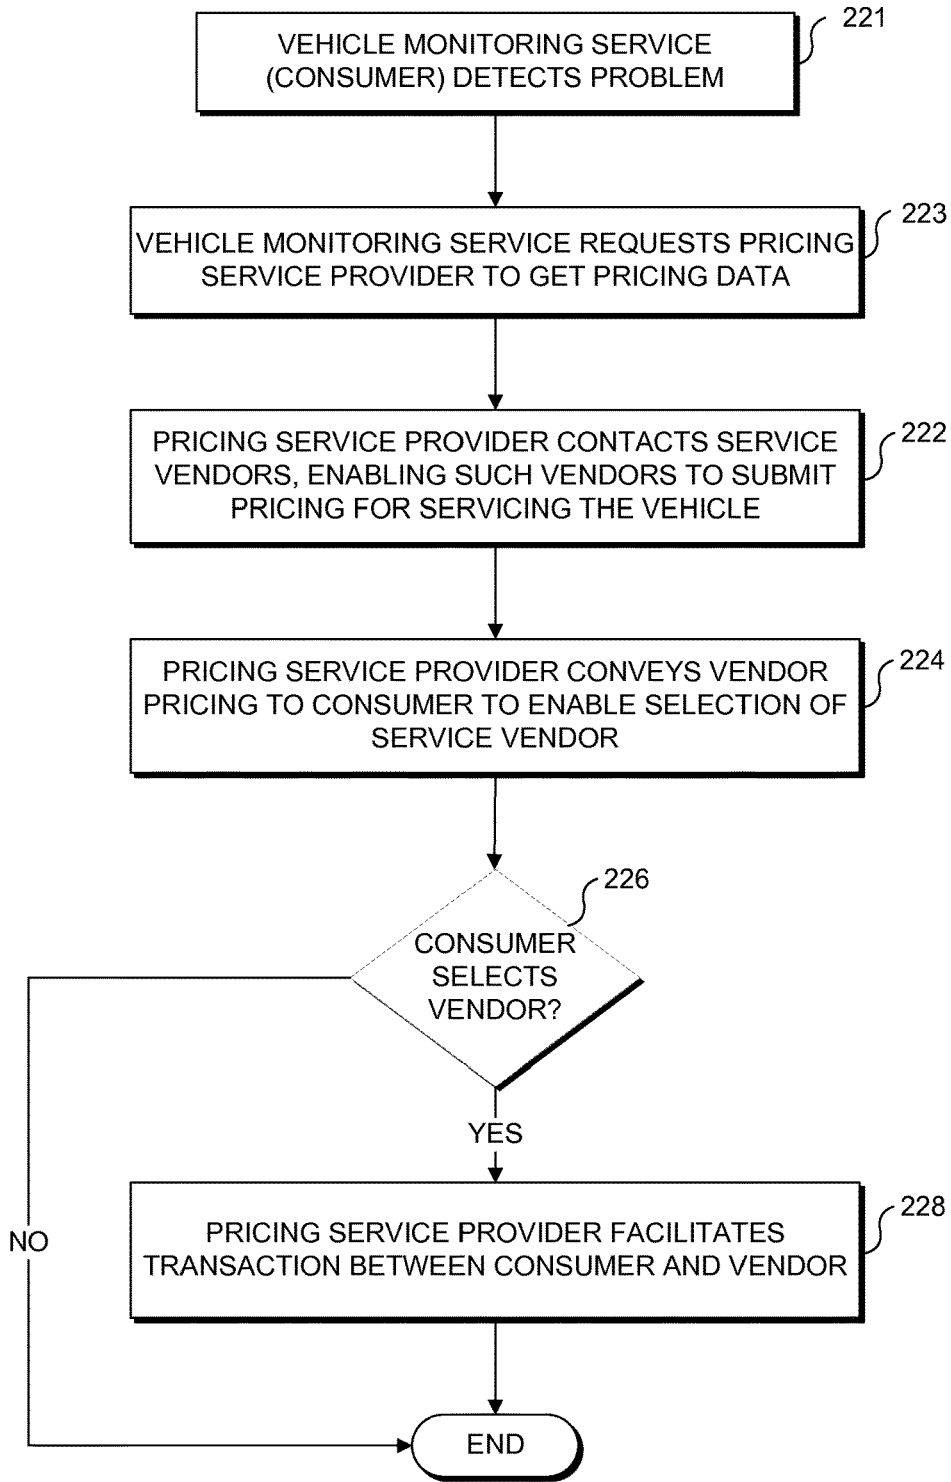 221
VEHICLE MONITORING SERVICE
(CONSUMER) DETECTS PROBLEM
223
VEHICLE MONITORING SERVICE REQUESTS PRICING
SERVICE PROVIDER TO GET PRICING DATA
222
PRICING SERVICE PROVIDER CONTACTS SERVICE
VENDORS, ENABLING SUCH VENDORS TO SUBMIT
PRICING FOR SERVICING THE VEHICLE
224
PRICING SERVICE PROVIDER CONVEYS VENDOR
PRICING TO CONSUMER TO ENABLE SELECTION OF
SERVICE VENDOR
226
CONSUMER
SELECTS
VENDOR?
YES
228
PRICING SERVICE PROVIDER FACILITATES
TRANSACTION BETWEEN CONSUMER AND VENDOR
NO
END